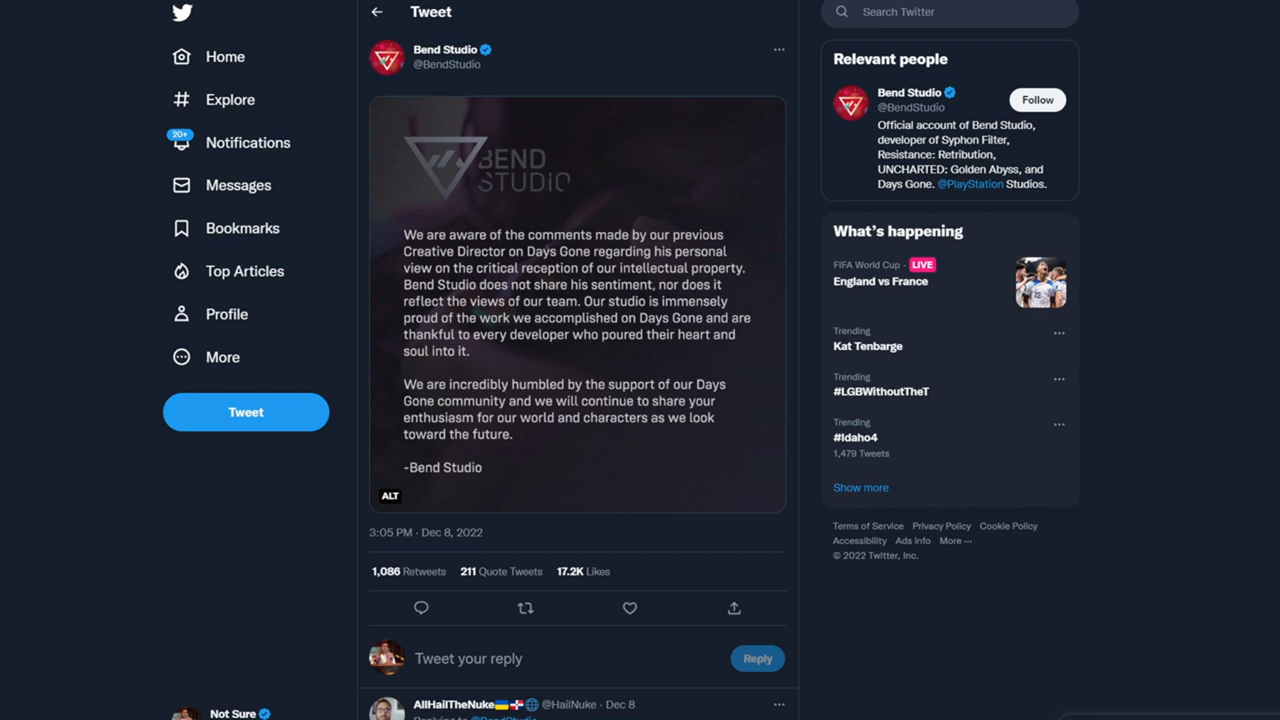 Tweet
Search Twitter
Home
Explore
20+
Notifications
Messages
Bookmarks
Top Articles
Profile
More
Tweet
Not Sure
Bend Studio
@BendStudio
BEND
STUDIO
We are aware of the comments made by our previous
Creative Director on Days Gone regarding his personal
view on the critical reception of our intellectual property.
Bend Studio does not share his sentiment, nor does it
reflect the views of our team. Our studio is immensely
proud of the work we accomplished on Days Gone and are
thankful to every developer who poured their heart and
soul into it.
We are incredibly humbled by the support of our Days
Gone community and we will continue to share your
enthusiasm for our world and characters as we look
toward the future.
-Bend Studio
ALT
3:05 PM · Dec 8, 2022
1,086 Retweets 211 Quote Tweets 17.2K Likes
Tweet your reply
Reply
AllHailTheNuke @HailNuke · Dec 8
Replying to @BendStudio
Relevant people
Bend Studio
@BendStudio
Follow
Official account of Bend Studio,
developer of Syphon Filter,
Resistance: Retribution,
UNCHARTED: Golden Abyss, and
Days Gone. @PlayStation Studios.
What's happening
FIFA World Cup · LIVE
England vs France
Trending
Kat Tenbarge
Trending
#LGBWithoutTheT
Trending
#Idaho4
1,479 Tweets
Show more
Terms of Service Privacy Policy Cookie Policy
Accessibility Ads info More ···
© 2022 Twitter, Inc.